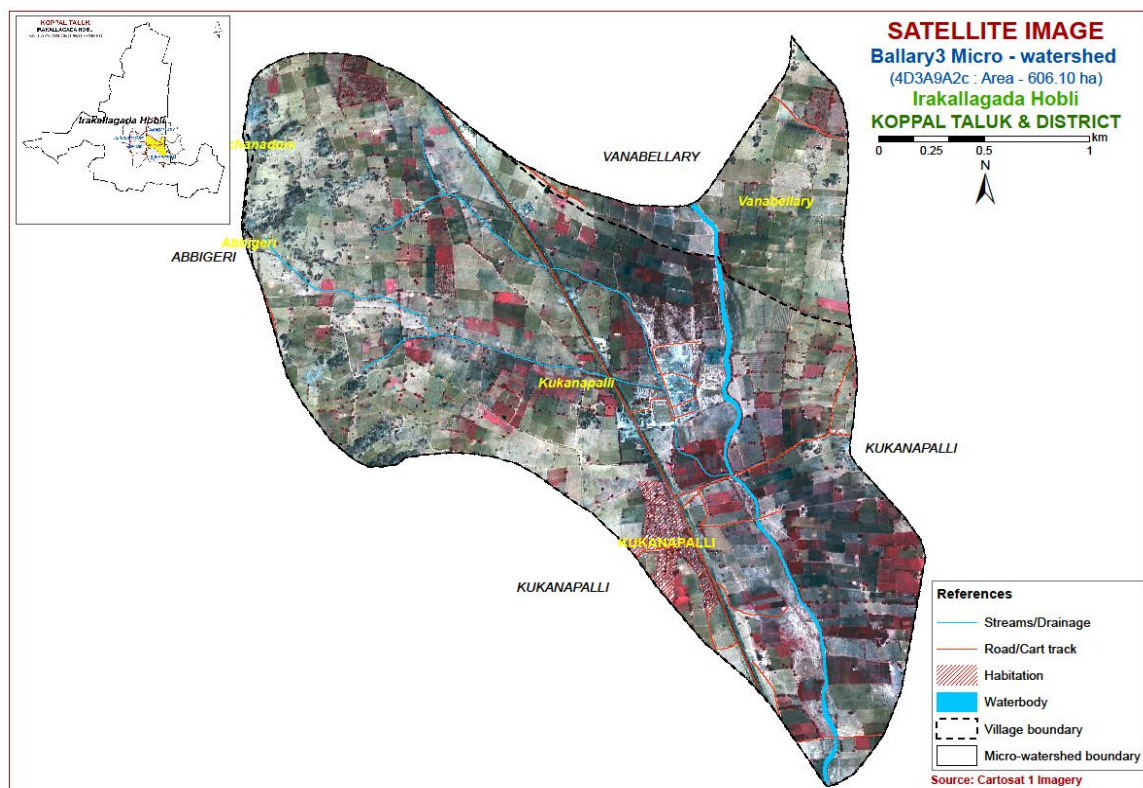 KOPPAL TALUK
IRAKALLAGADA HOBLI
Irakallagada Hobli
SATELLITE IMAGE
Ballary3 Micro - watershed
(4D3A9A2c : Area - 606.10 ha)
Irakallagada Hobli
KOPPAL TALUK & DISTRICT
km
0 0.25 0.5 1
N
VANABELLARY
Vanabellary
Abbigeri
ABBIGERI
Kukanapalli
KUKANAPALLI
KUKANAPALLI
KUKANAPALLI
References
Streams/Drainage
Road/Cart track
Habitation
Waterbody
Village boundary
Micro-watershed boundary
Source: Cartosat 1 Imagery